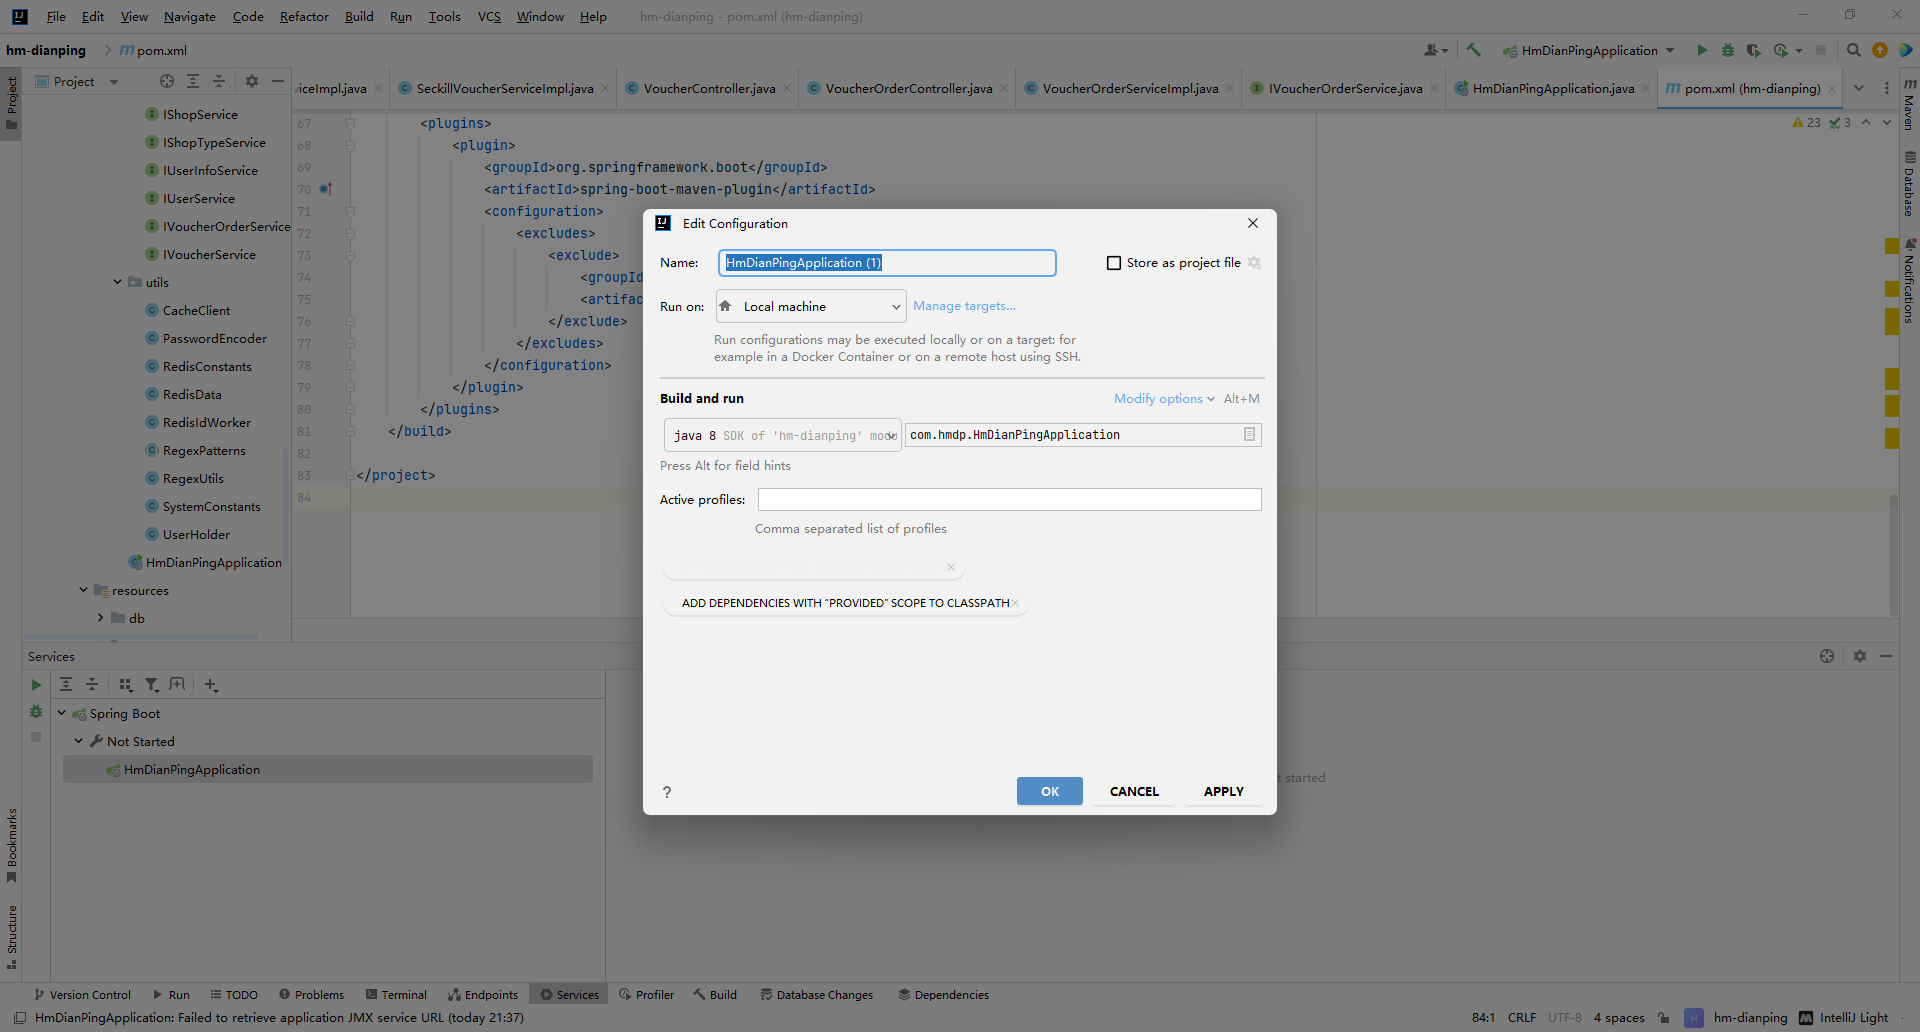 File Edit View Navigate Code Refactor Build Run Tools VCS Window Help hm-dianping - pom.xml (hm-dianping)
hm-dianping pom.xml HmDianPingApplication
Project viceImpl.java SeckillVoucherServiceImpl.java VoucherController.java VoucherOrderController.java VoucherOrderServiceImpl.java IVoucherOrderService.java HmDianPingApplication.java pom.xml (hm-dianping)
Project
Bookmarks
Structure
IShopService
IShopTypeService
IUserInfoService
IUserService
IVoucherOrderService
IVoucherService
utils
CacheClient
PasswordEncoder
RedisConstants
RedisData
RedisIdWorker
RegexPatterns
RegexUtils
SystemConstants
UserHolder
HmDianPingApplication
resources
db
67 <plugins>
68 <plugin>
69 <groupId>org.springframework.boot</groupId>
70 <artifactId>spring-boot-maven-plugin</artifactId>
71 <configuration>
72 <excludes>
73 <exclude>
74 <groupId
75 <artifac
76 </exclude>
77 </excludes>
78 </configuration>
79 </plugin>
80 </plugins>
81 </build>
82
83 </project>
84
23 3
Maven
Database
Notifications
Edit Configuration
Name: HmDianPingApplication (1) Store as project file
Run on: Local machine Manage targets...
Run configurations may be executed locally or on a target: for
example in a Docker Container or on a remote host using SSH.
Build and run Modify options Alt+M
java 8 SDK of 'hm-dianping' mod com.hmdp.HmDianPingApplication
Press Alt for field hints
Active profiles:
Comma separated list of profiles
ADD DEPENDENCIES WITH “PROVIDED” SCOPE TO CLASSPATH
? OK CANCEL APPLY
Services
Spring Boot
Not Started
HmDianPingApplication
t started
Version Control Run TODO Problems Terminal Endpoints Services Profiler Build Database Changes Dependencies
HmDianPingApplication: Failed to retrieve application JMX service URL (today 21:37) 84:1 CRLF UTF-8 4 spaces H hm-dianping IntelliJ Light